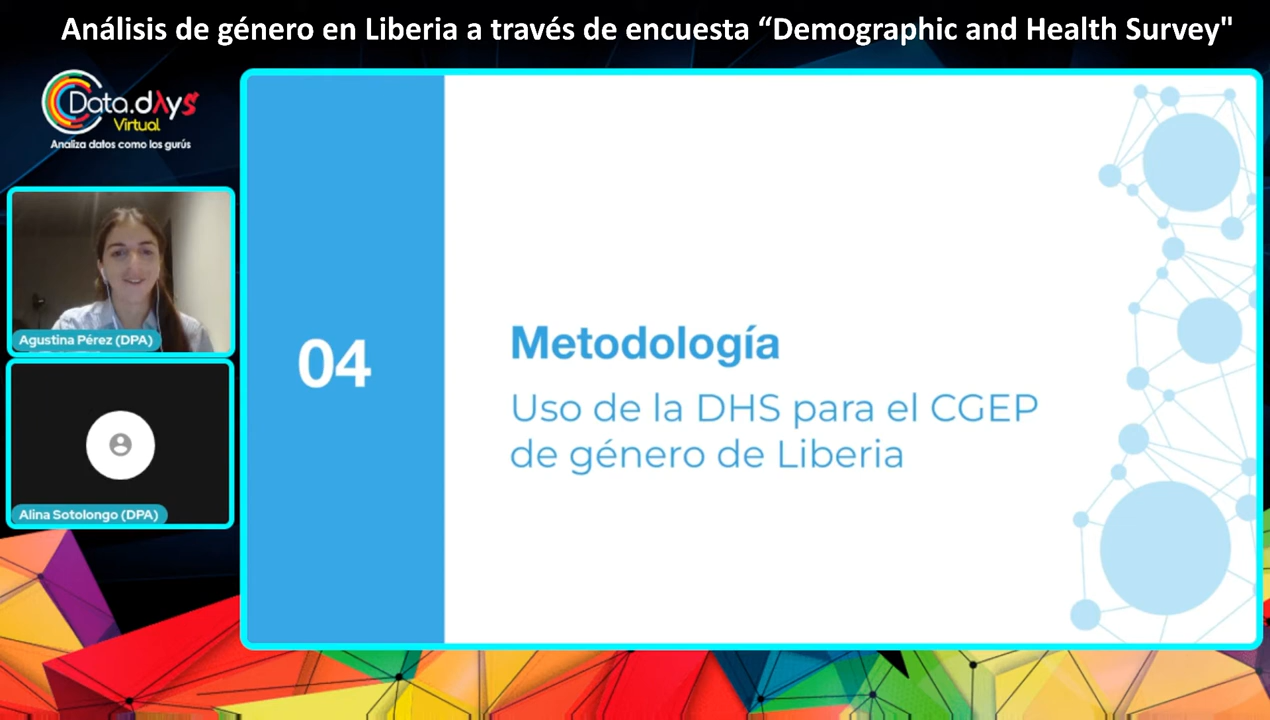 Análisis de género en Liberia a través de encuesta “Demographic and Health Survey"
Data.dλys
Virtual
Analiza datos como los gurús
Agustina Pérez (DPA)
Alina Sotolongo (DPA)
04
Metodología
Uso de la DHS para el CGEP
de género de Liberia